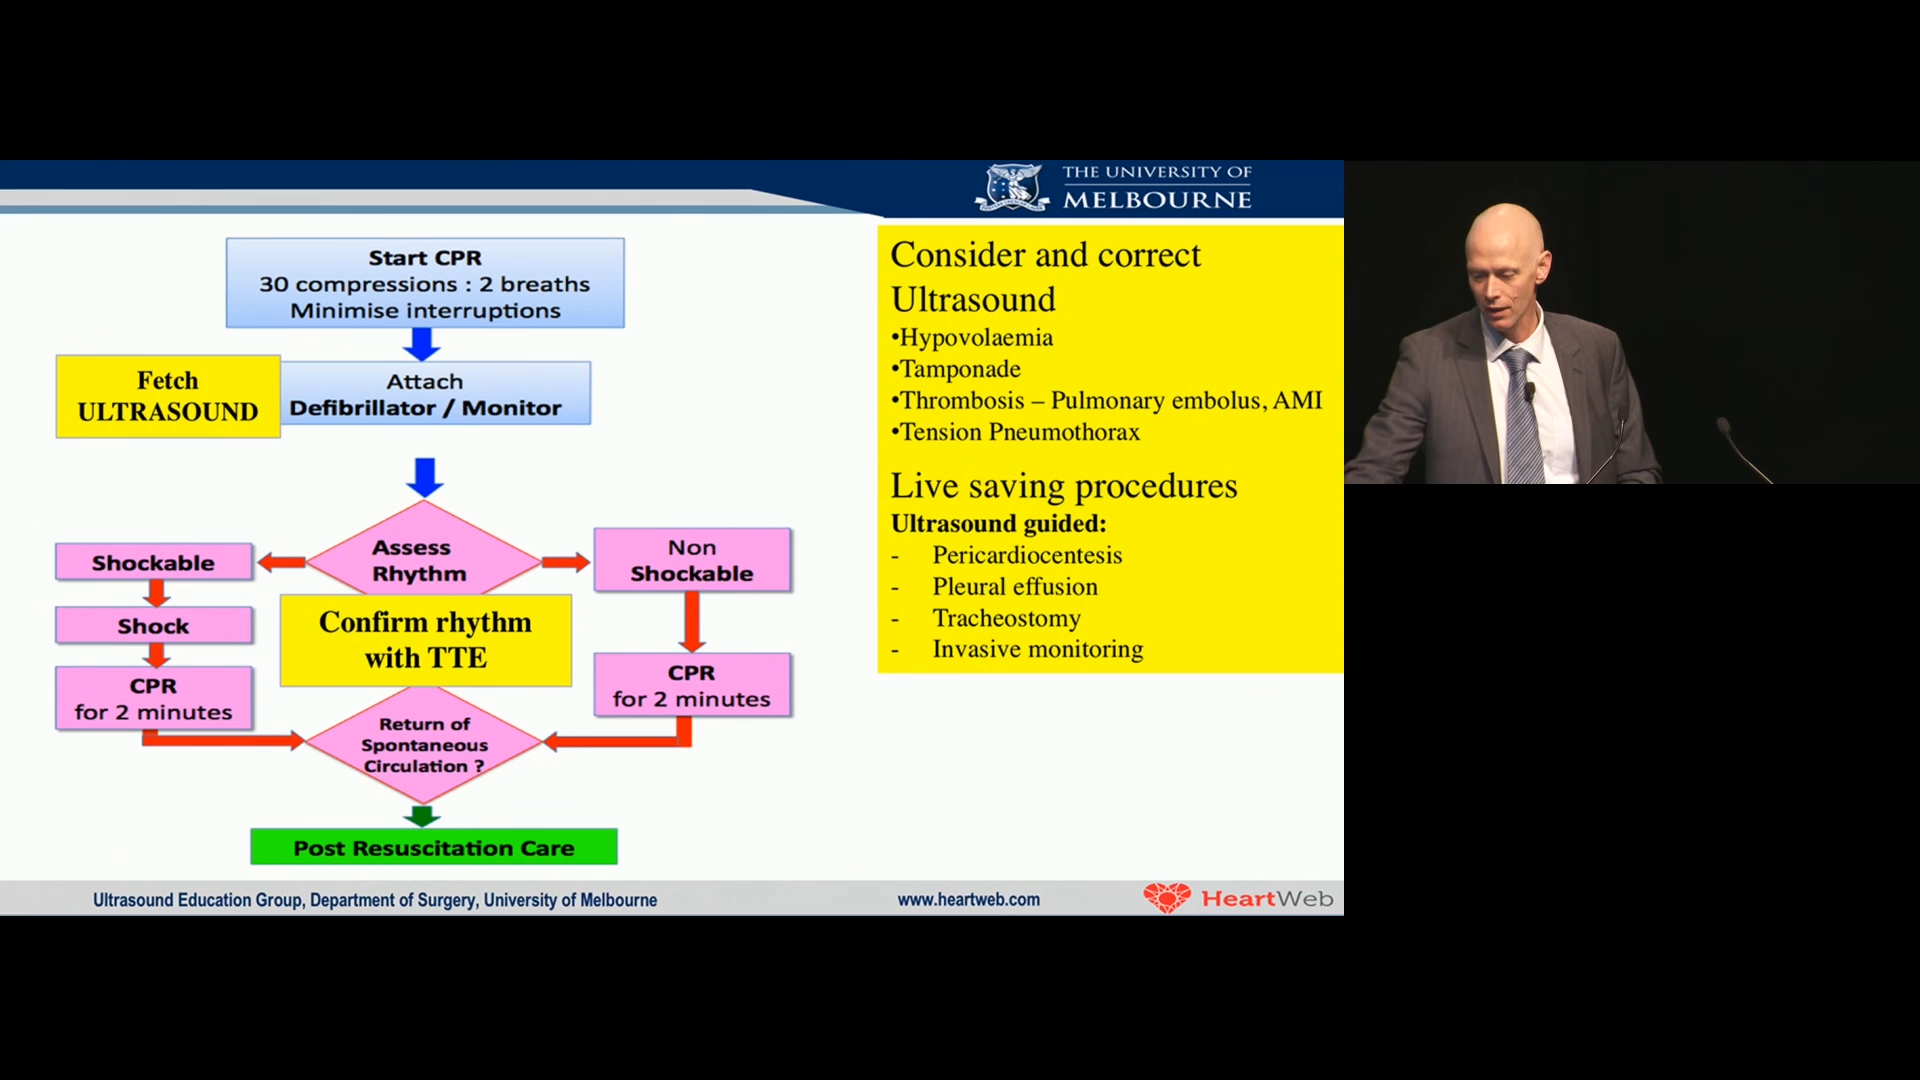 THE UNIVERSITY OF
MELBOURNE
Start CPR
30 compressions : 2 breaths
Minimise interruptions
Fetch
ULTRASOUND
Attach
Defibrillator / Monitor
Assess
Rhythm
Shockable
Non
Shockable
Shock
Confirm rhythm
with TTE
CPR
for 2 minutes
CPR
for 2 minutes
Return of
Spontaneous
Circulation ?
Post Resuscitation Care
Consider and correct
Ultrasound
•Hypovolaemia
•Tamponade
•Thrombosis – Pulmonary embolus, AMI
•Tension Pneumothorax
Live saving procedures
Ultrasound guided:
- Pericardiocentesis
- Pleural effusion
- Tracheostomy
- Invasive monitoring
Ultrasound Education Group, Department of Surgery, University of Melbourne
www.heartweb.com
HeartWeb